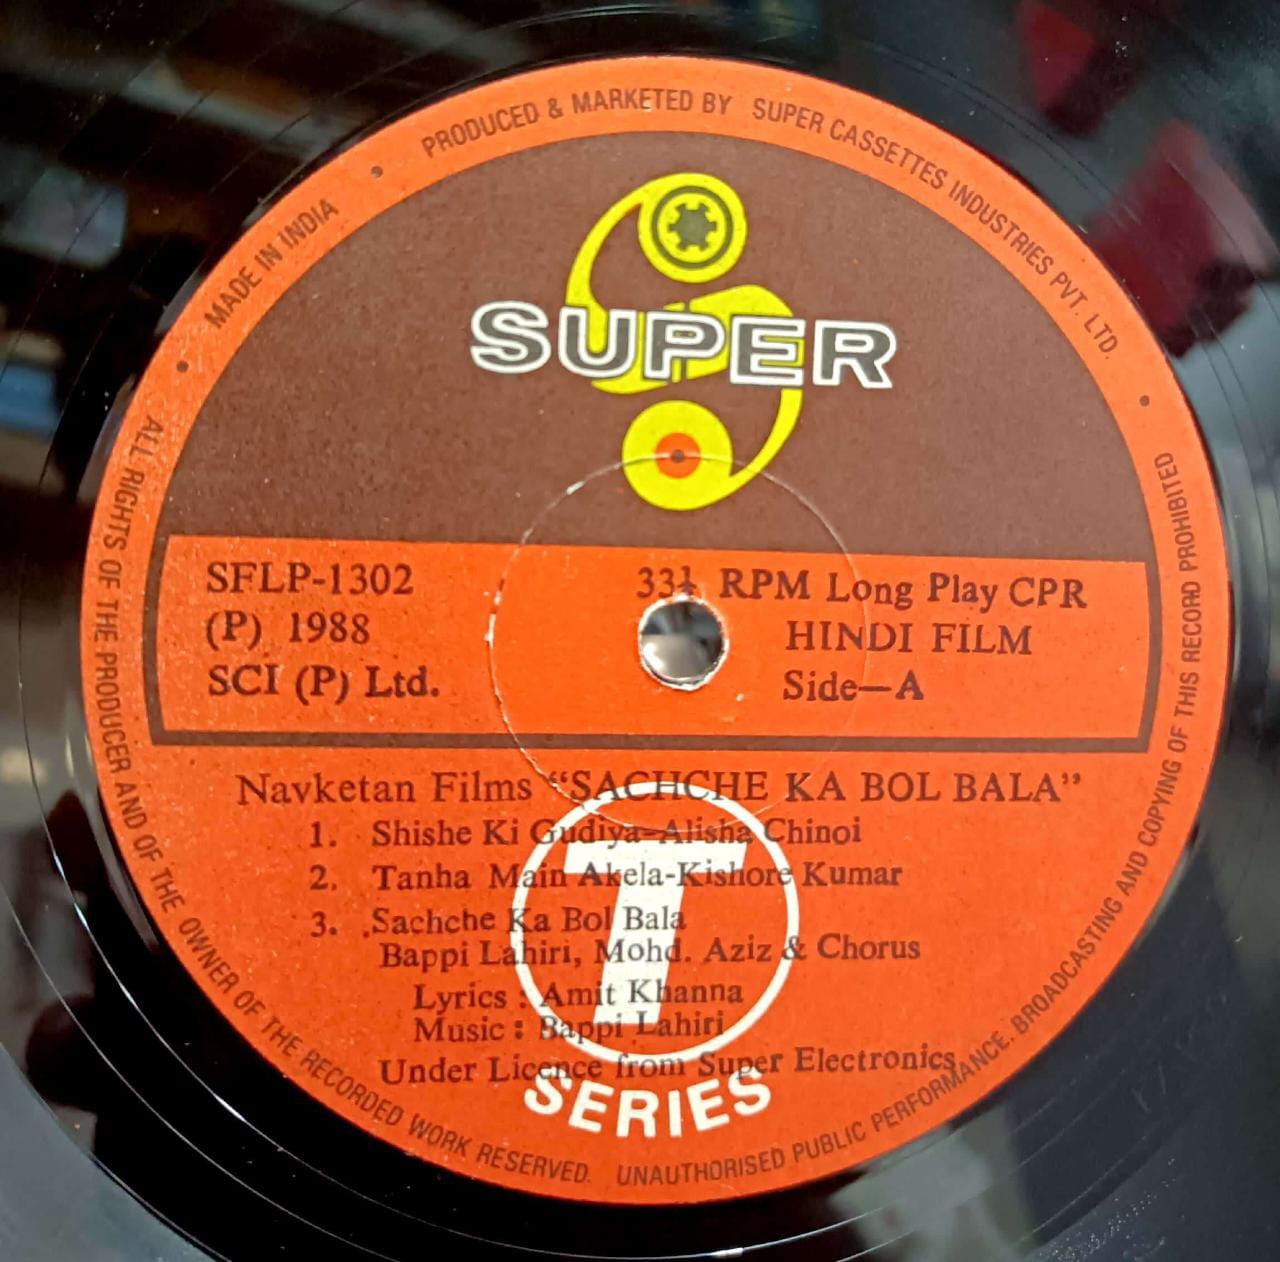 MADE IN INDIA • PRODUCED & MARKETED BY SUPER CASSETTES INDUSTRIES PVT. LTD. •
SUPER
SFLP-1302
(P) 1988
SCI (P) Ltd.
33⅓ RPM Long Play CPR
HINDI FILM
Side—A
Navketan Films “SACHCHE KA BOL BALA”
1. Shishe Ki Gudiya—Alisha Chinoi
2. Tanha Main Akela-Kishore Kumar
3. Sachche Ka Bol Bala
Bappi Lahiri, Mohd. Aziz & Chorus
Lyrics : Amit Khanna
Music : Bappi Lahiri
Under Licence from Super Electronics
T
SERIES
ALL RIGHTS OF THE PRODUCER AND OF THE OWNER OF THE RECORDED WORK RESERVED. UNAUTHORISED PUBLIC PERFORMANCE, BROADCASTING AND COPYING OF THIS RECORD PROHIBITED